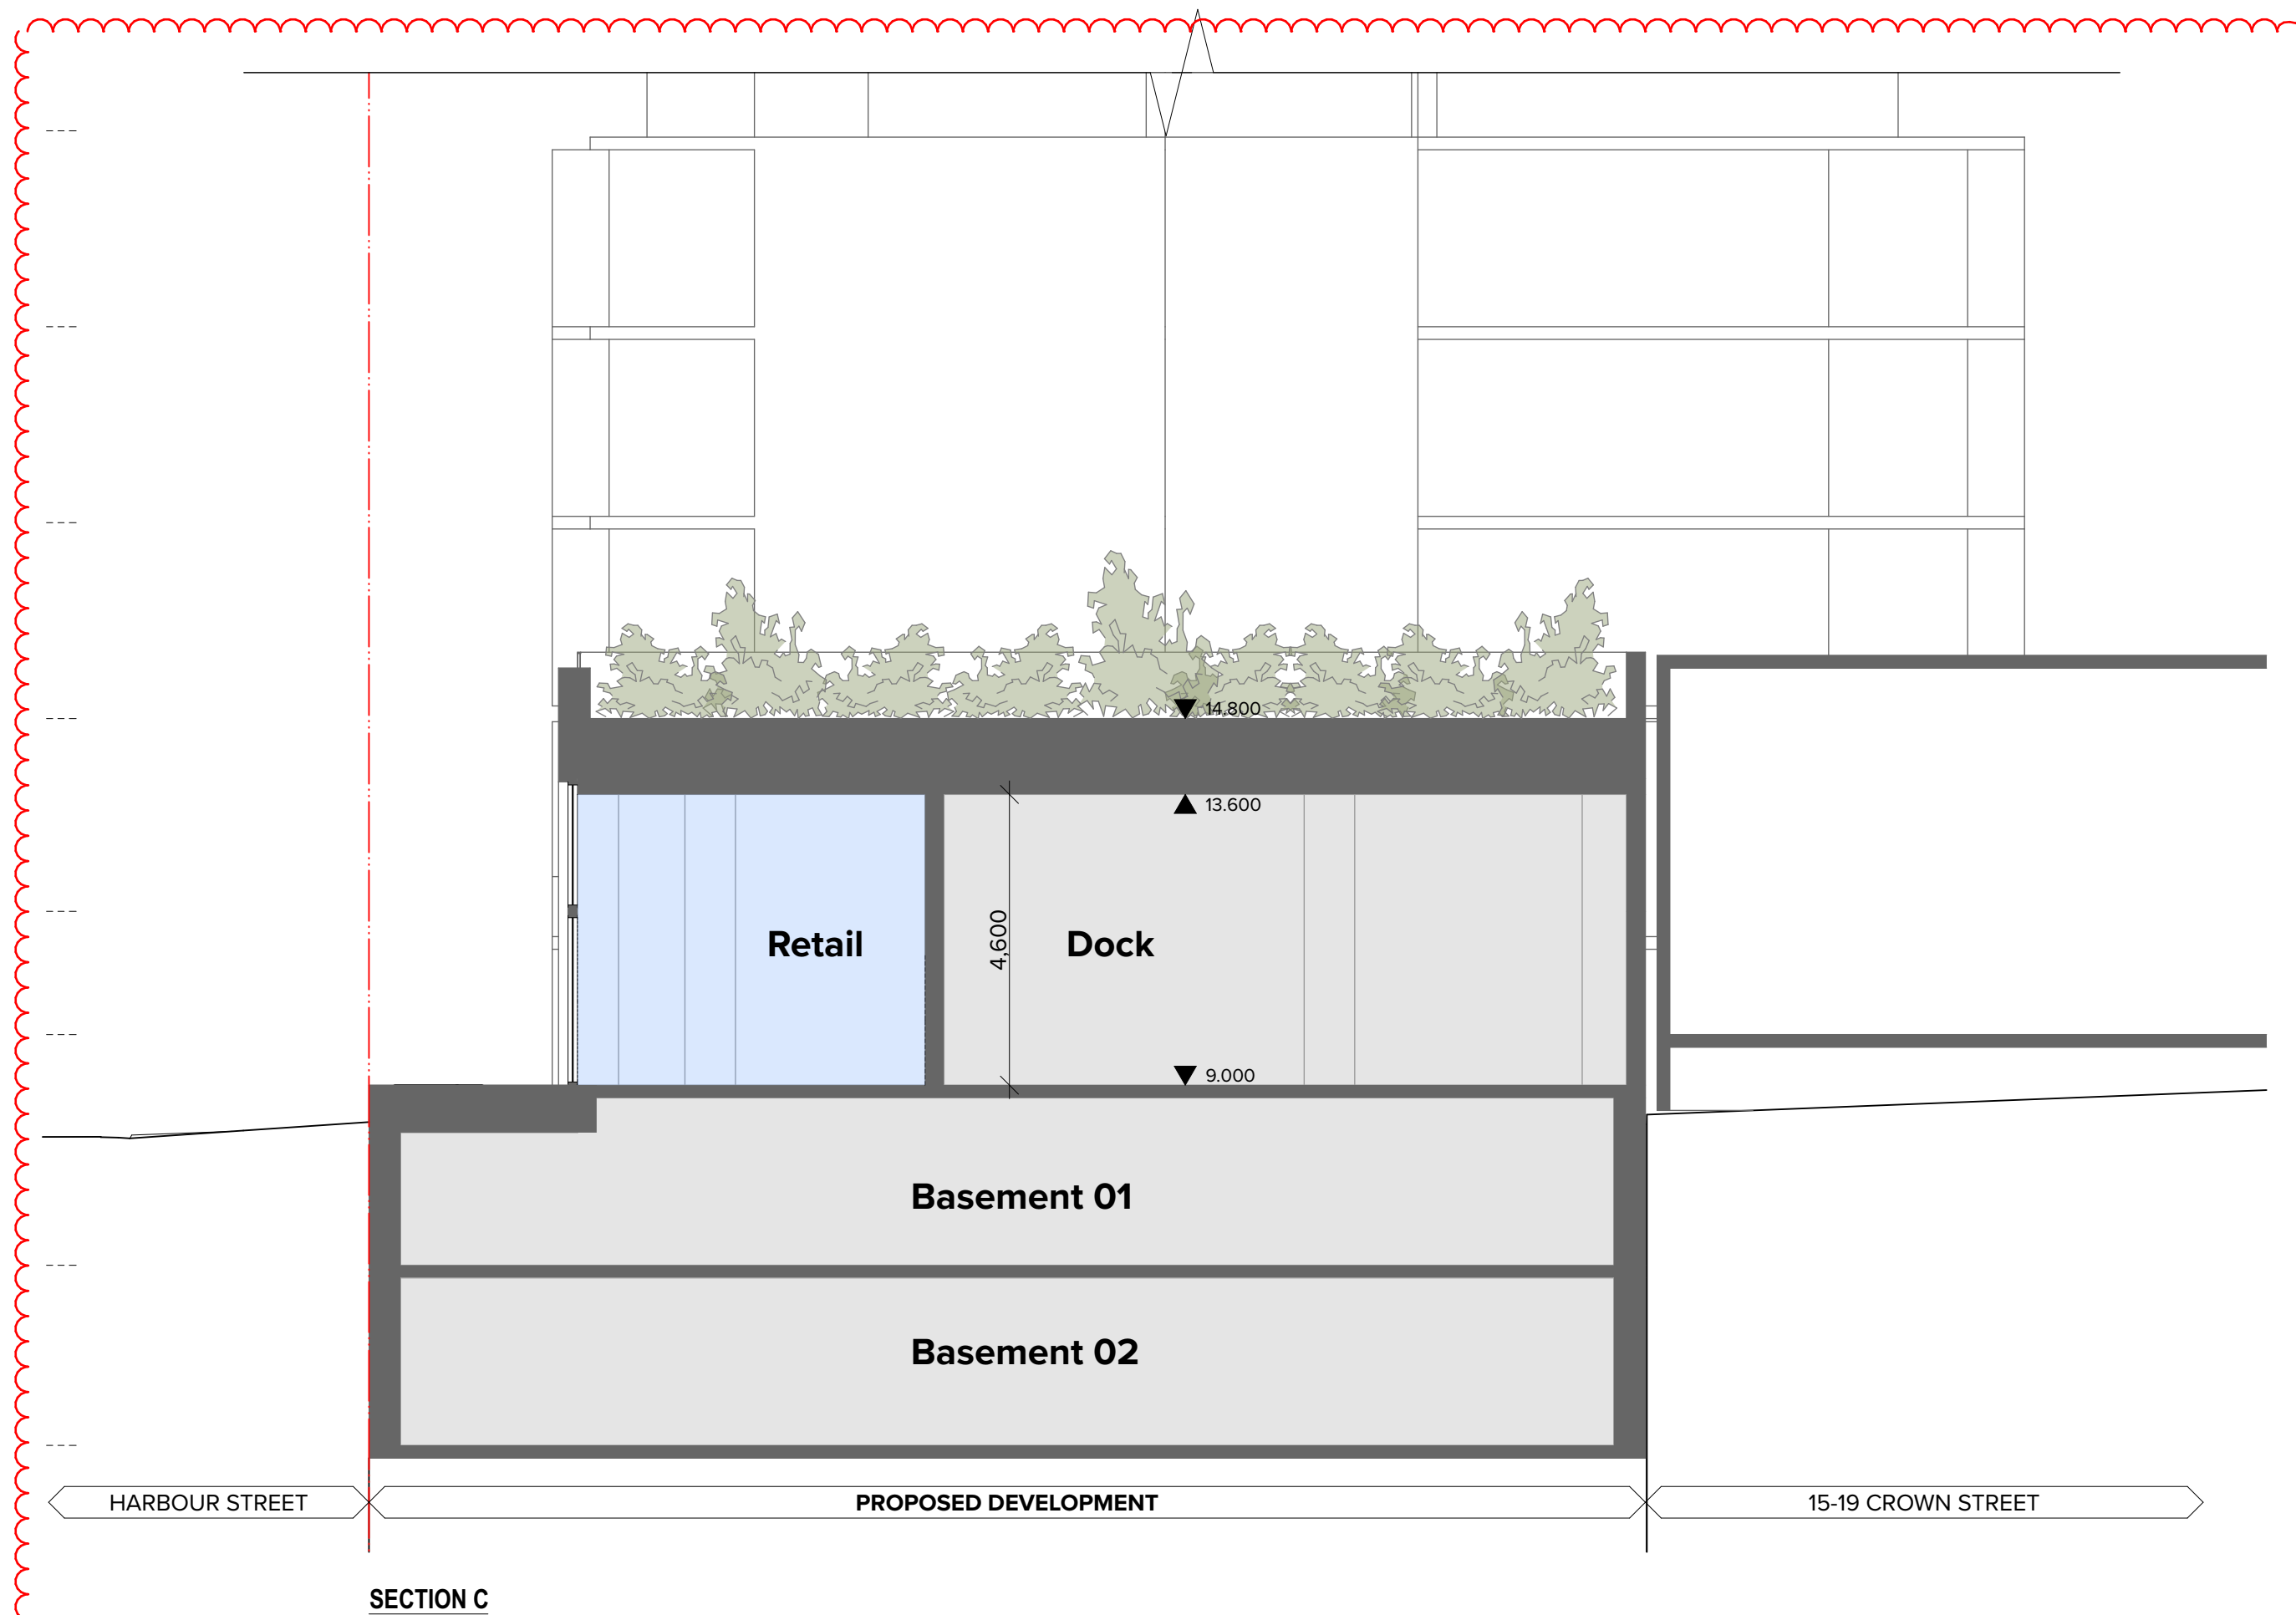 14.800
13.600
Retail
4,600
Dock
9.000
Basement 01
Basement 02
HARBOUR STREET
PROPOSED DEVELOPMENT
15-19 CROWN STREET
SECTION C